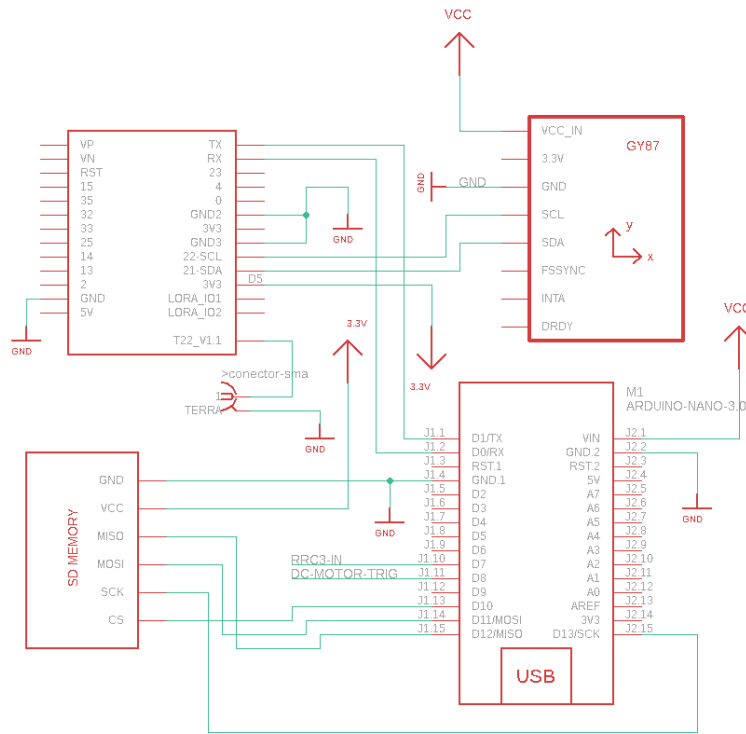 VCC
VP
VN
RST
15
35
32
33
25
14
13
2
GND
5V
TX
RX
23
4
0
GND2
3V3
GND3
22-SCL
21-SDA
3V3
LORA_IO1
LORA_IO2
T22_V1.1
D5
GND
GND
GND
GND
VCC_IN
3.3V
GND
SCL
SDA
FSSYNC
INTA
DRDY
GY87
y
x
VCC
3.3V
3.3V
>conector-sma
1
TERRA
GND
SD MEMORY
GND
VCC
MISO
MOSI
SCK
CS
GND
RRC3-IN
DC-MOTOR-TRIG
M1
ARDUINO-NANO-3.0
J1.1
J1.2
J1.3
J1.4
J1.5
J1.6
J1.7
J1.8
J1.9
J1.10
J1.11
J1.12
J1.13
J1.14
J1.15
D1/TX
D0/RX
RST.1
GND.1
D2
D3
D4
D5
D6
D7
D8
D9
D10
D11/MOSI
D12/MISO
VIN
GND.2
RST.2
5V
A7
A6
A5
A4
A3
A2
A1
A0
AREF
3V3
D13/SCK
J2.1
J2.2
J2.3
J2.4
J2.5
J2.6
J2.7
J2.8
J2.9
J2.10
J2.11
J2.12
J2.13
J2.14
J2.15
GND
USB